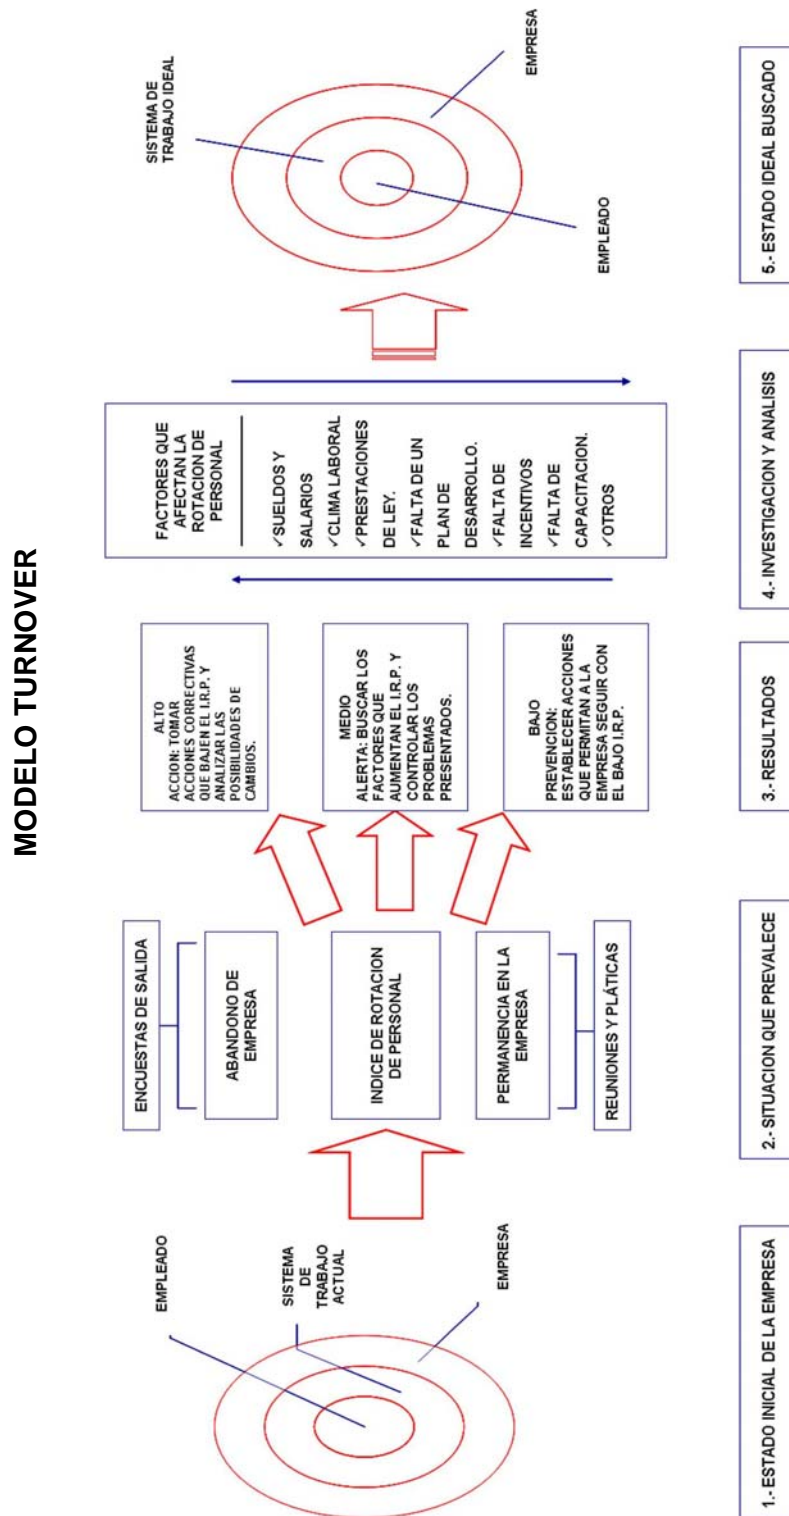 MODELO TURNOVER
EMPLEADO
SISTEMA
DE
TRABAJO
ACTUAL
EMPRESA
ENCUESTAS DE SALIDA
ABANDONO DE
EMPRESA
INDICE DE ROTACION
DE PERSONAL
PERMANENCIA EN LA
EMPRESA
REUNIONES Y PLÁTICAS
ALTO
ACCION: TOMAR
ACCIONES CORRECTIVAS
QUE BAJEN EL I.R.P. Y
ANALIZAR LAS
POSIBILIDADES DE
CAMBIOS.
MEDIO
ALERTA: BUSCAR LOS
FACTORES QUE
AUMENTAN EL I.R.P. Y
CONTROLAR LOS
PROBLEMAS
PRESENTADOS.
BAJO
PREVENCION:
ESTABLECER ACCIONES
QUE PERMITAN A LA
EMPRESA SEGUIR CON
EL BAJO I.R.P.
FACTORES QUE
AFECTAN LA
ROTACION DE
PERSONAL
✓SUELDOS Y
SALARIOS
✓CLIMA LABORAL
✓PRESTACIONES
DE LEY.
✓FALTA DE UN
PLAN DE
DESARROLLO.
✓FALTA DE
INCENTIVOS
✓FALTA DE
CAPACITACION.
✓OTROS
SISTEMA DE
TRABAJO IDEAL
EMPRESA
EMPLEADO
1.- ESTADO INICIAL DE LA EMPRESA
2.- SITUACION QUE PREVALECE
3.- RESULTADOS
4.- INVESTIGACION Y ANALISIS
5.- ESTADO IDEAL BUSCADO